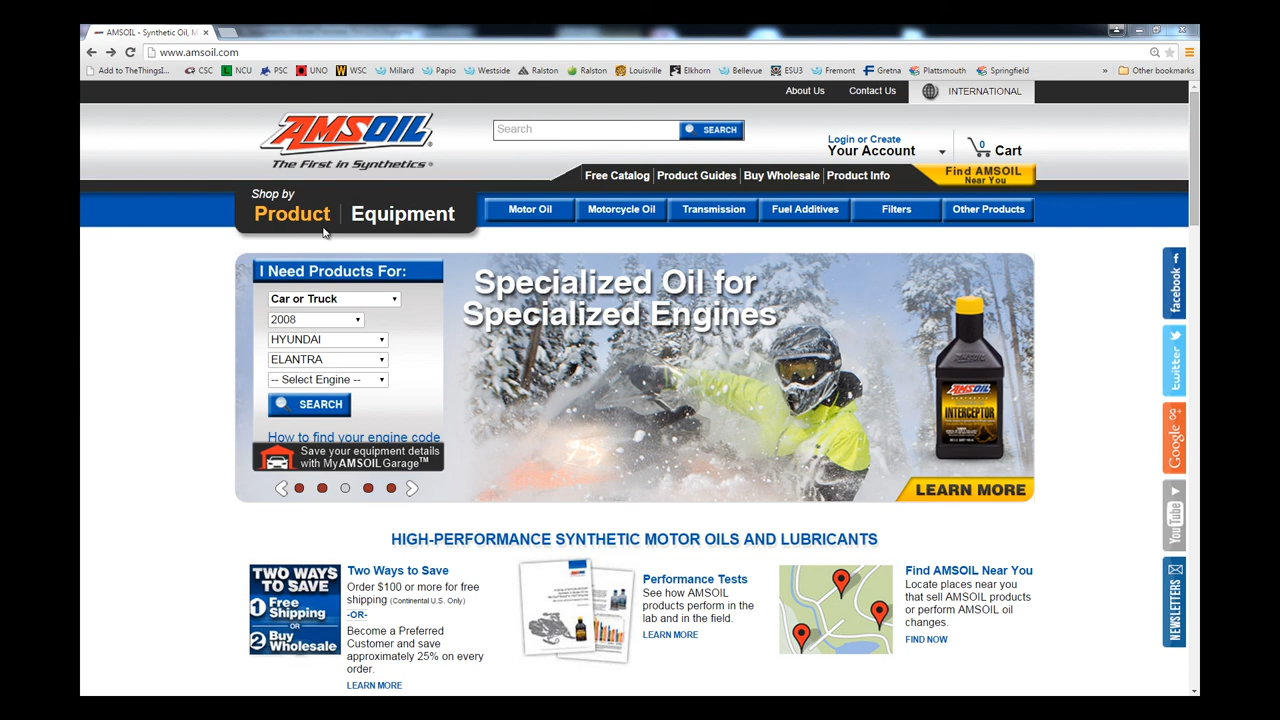 AMSOIL - Synthetic Oil, M
www.amsoil.com
Add to TheThingsI... CSC NCU PSC UNO WSC Millard Papio Westside Ralston Ralston Louisville Elkhorn Bellevue ESU3 Fremont Gretna Plattsmouth Springfield » Other bookmarks
About Us Contact Us INTERNATIONAL
AMSOIL
The First in Synthetics
Search SEARCH
Login or Create
Your Account
0
Cart
Free Catalog Product Guides Buy Wholesale Product Info
Find AMSOIL
Near You
Shop by
Product Equipment
Motor Oil Motorcycle Oil Transmission Fuel Additives Filters Other Products
I Need Products For:
Car or Truck
2008
HYUNDAI
ELANTRA
-- Select Engine --
SEARCH
How to find your engine code
Save your equipment details
with MyAMSOILGarage™
Specialized Oil for
Specialized Engines
AMSOIL
INTERCEPTOR
LEARN MORE
facebook
twitter
Google g+
YouTube
NEWSLETTERS
HIGH-PERFORMANCE SYNTHETIC MOTOR OILS AND LUBRICANTS
TWO WAYS
TO SAVE
1 Free
Shipping
OR
2 Buy
Wholesale
Two Ways to Save
Order $100 or more for free
shipping (Continental U.S. Only)
-OR-
Become a Preferred
Customer and save
approximately 25% on every
order.
LEARN MORE
Performance Tests
See how AMSOIL
products perform in the
lab and in the field.
LEARN MORE
Find AMSOIL Near You
Locate places near you
that sell AMSOIL products
or perform AMSOIL oil
changes.
FIND NOW